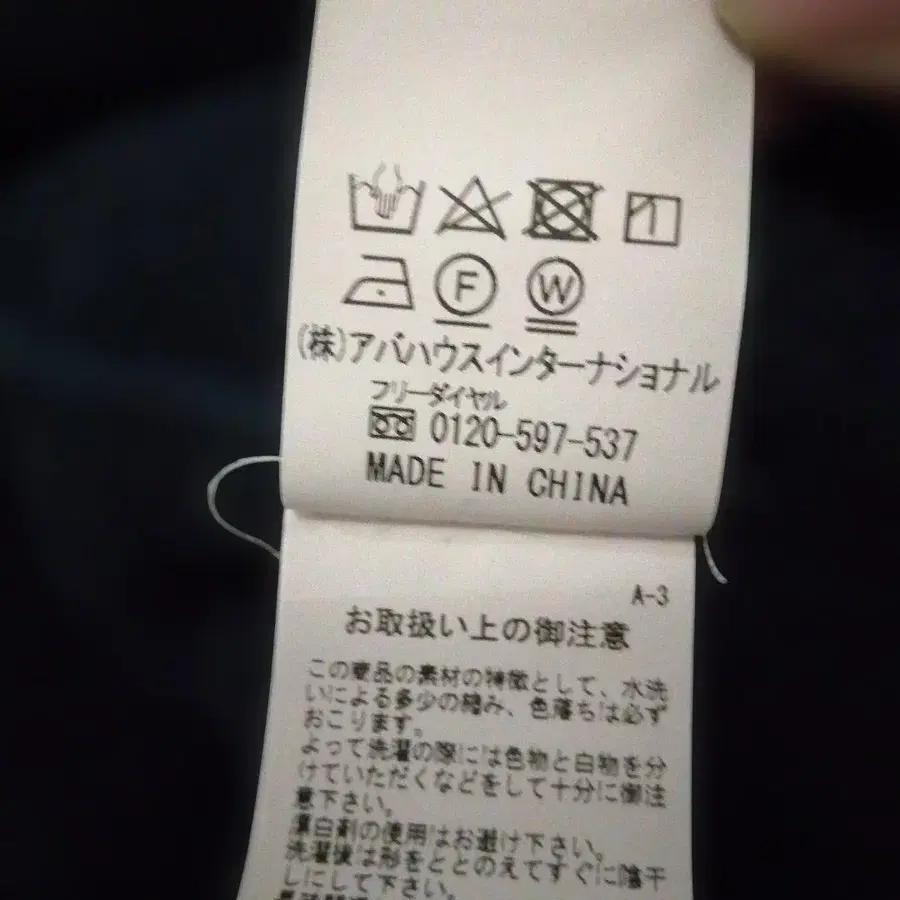 F W
(株)アバハウスインターナショナル
フリーダイヤル
0120-597-537
MADE IN CHINA
A-3
お取扱い上の御注意
この商品の素材の特徴として、水洗
いによる多少の縮み、色落ちは必ず
おこります。
よって洗濯の際には色物と白物を分
けていただくなどをして十分に御注
意下さい。
漂白剤の使用はお避け下さい。
洗濯後は形をととのえてすぐに陰干
しにして下さい。